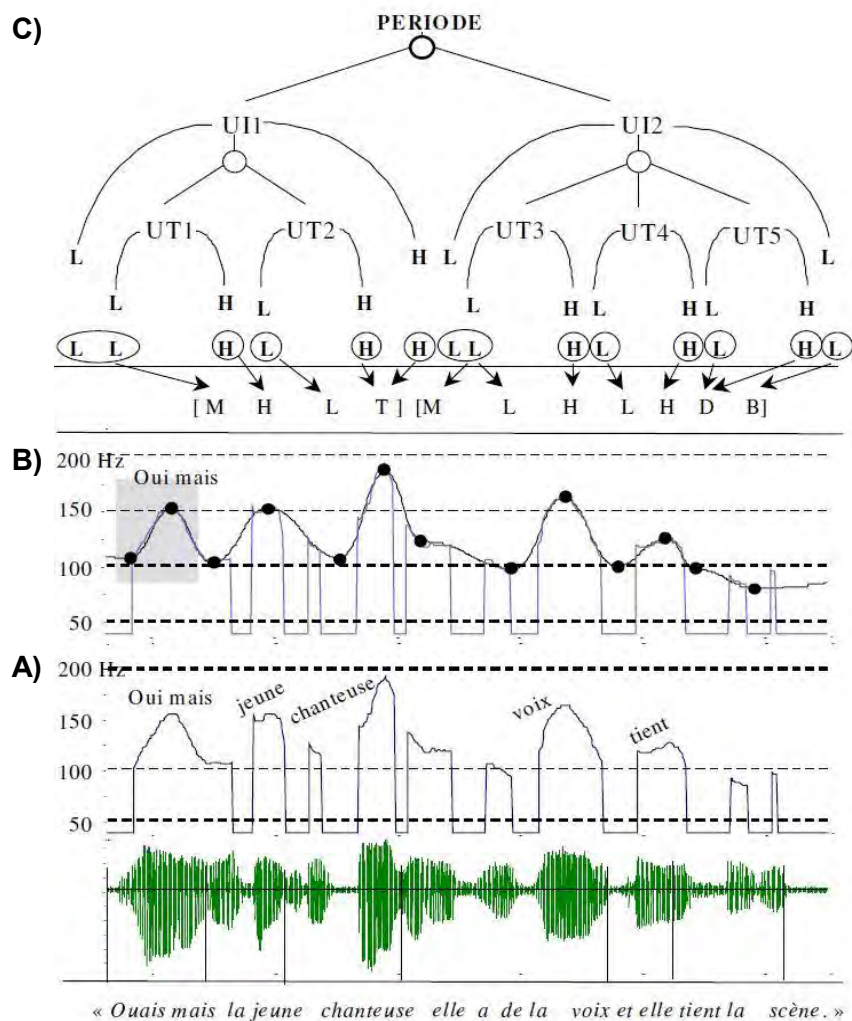 C)
PERIODE
UI1 UI2
UT1 UT2 UT3 UT4 UT5
L H L L
L H L H L H L H L H
L L H L H H L L H L H L H L
[ M H L T ] [M L H L H D B]
B)
200 Hz
Oui mais
150
100
50
A)
200 Hz
Oui mais jeune chanteuse voix tient
150
100
50
« Ouais mais la jeune chanteuse elle a de la voix et elle tient la scène. »